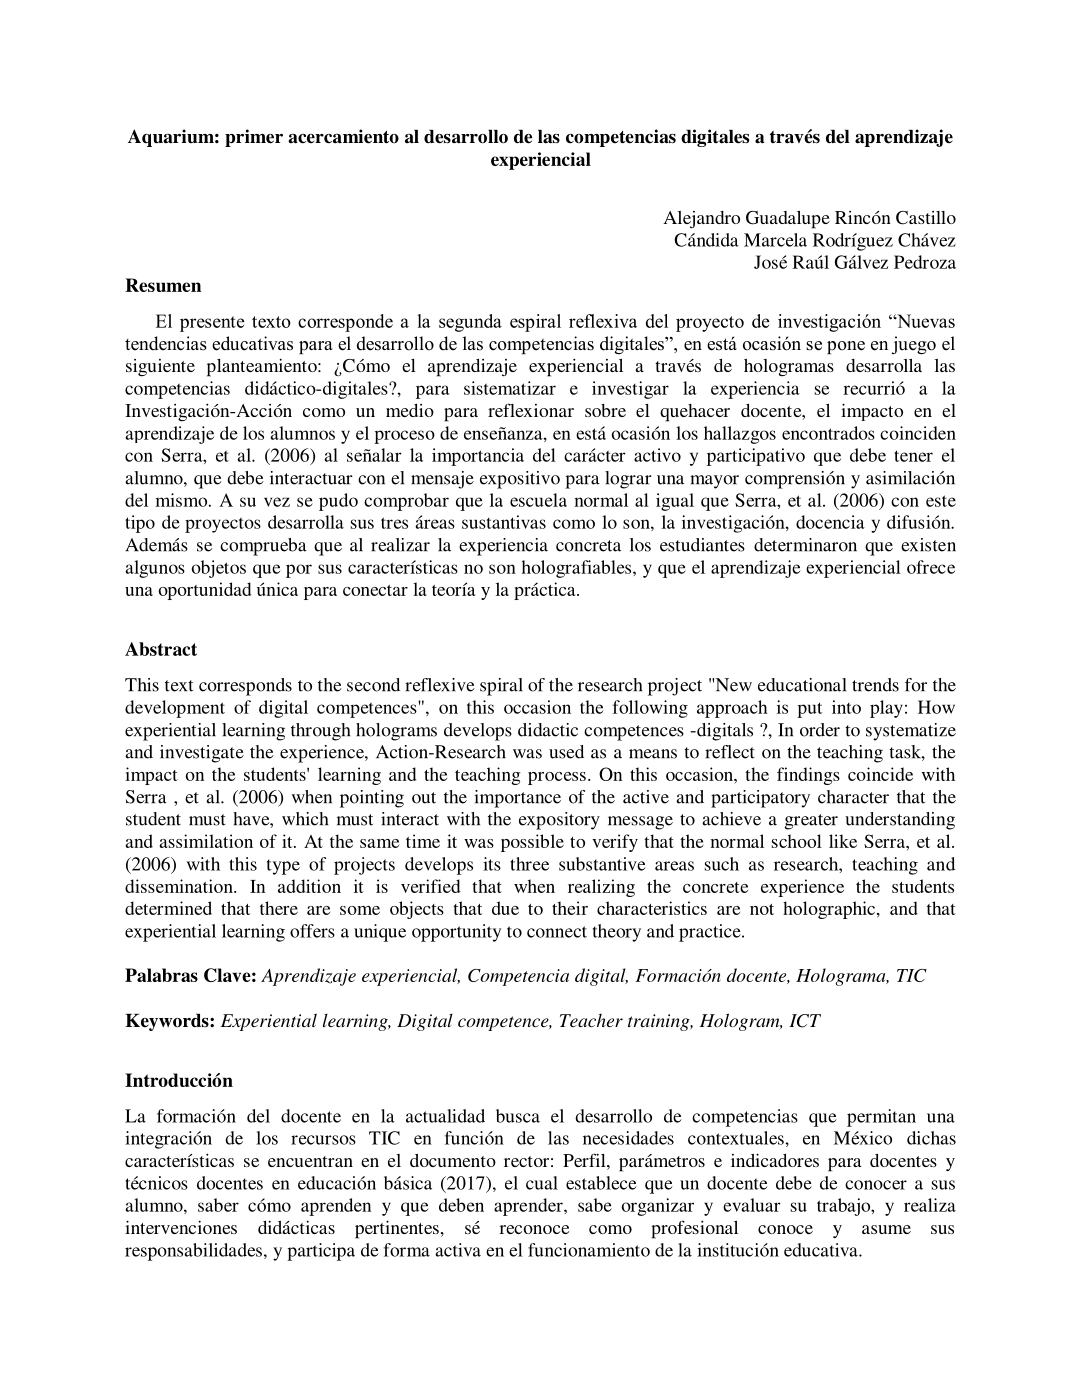 Aquarium: primer acercamiento al desarrollo de las competencias digitales a través del aprendizaje
experiencial
Alejandro Guadalupe Rincón Castillo
Cándida Marcela Rodríguez Chávez
José Raúl Gálvez Pedroza
Resumen
El presente texto corresponde a la segunda espiral reflexiva del proyecto de investigación “Nuevas
tendencias educativas para el desarrollo de las competencias digitales”, en está ocasión se pone en juego el
siguiente planteamiento: ¿Cómo el aprendizaje experiencial a través de hologramas desarrolla las
competencias didáctico-digitales?, para sistematizar e investigar la experiencia se recurrió a la
Investigación-Acción como un medio para reflexionar sobre el quehacer docente, el impacto en el
aprendizaje de los alumnos y el proceso de enseñanza, en está ocasión los hallazgos encontrados coinciden
con Serra, et al. (2006) al señalar la importancia del carácter activo y participativo que debe tener el
alumno, que debe interactuar con el mensaje expositivo para lograr una mayor comprensión y asimilación
del mismo. A su vez se pudo comprobar que la escuela normal al igual que Serra, et al. (2006) con este
tipo de proyectos desarrolla sus tres áreas sustantivas como lo son, la investigación, docencia y difusión.
Además se comprueba que al realizar la experiencia concreta los estudiantes determinaron que existen
algunos objetos que por sus características no son holografiables, y que el aprendizaje experiencial ofrece
una oportunidad única para conectar la teoría y la práctica.
Abstract
This text corresponds to the second reflexive spiral of the research project "New educational trends for the
development of digital competences", on this occasion the following approach is put into play: How
experiential learning through holograms develops didactic competences -digitals ?, In order to systematize
and investigate the experience, Action-Research was used as a means to reflect on the teaching task, the
impact on the students' learning and the teaching process. On this occasion, the findings coincide with
Serra , et al. (2006) when pointing out the importance of the active and participatory character that the
student must have, which must interact with the expository message to achieve a greater understanding
and assimilation of it. At the same time it was possible to verify that the normal school like Serra, et al.
(2006) with this type of projects develops its three substantive areas such as research, teaching and
dissemination. In addition it is verified that when realizing the concrete experience the students
determined that there are some objects that due to their characteristics are not holographic, and that
experiential learning offers a unique opportunity to connect theory and practice.
Palabras Clave: Aprendizaje experiencial, Competencia digital, Formación docente, Holograma, TIC
Keywords: Experiential learning, Digital competence, Teacher training, Hologram, ICT
Introducción
La formación del docente en la actualidad busca el desarrollo de competencias que permitan una
integración de los recursos TIC en función de las necesidades contextuales, en México dichas
características se encuentran en el documento rector: Perfil, parámetros e indicadores para docentes y
técnicos docentes en educación básica (2017), el cual establece que un docente debe de conocer a sus
alumno, saber cómo aprenden y que deben aprender, sabe organizar y evaluar su trabajo, y realiza
intervenciones didácticas pertinentes, sé reconoce como profesional conoce y asume sus
responsabilidades, y participa de forma activa en el funcionamiento de la institución educativa.